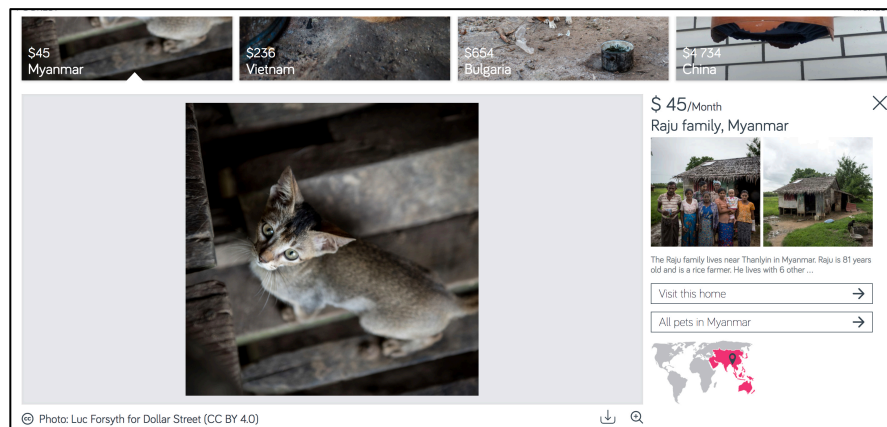 $45
Myanmar
$236
Vietnam
$654
Bulgaria
$4 734
China
$ 45/Month
Raju family, Myanmar
The Raju family lives near Thanlyin in Myanmar. Raju is 81 years
old and is a rice farmer. He lives with 6 other ...
Visit this home
All pets in Myanmar
cc Photo: Luc Forsyth for Dollar Street (CC BY 4.0)